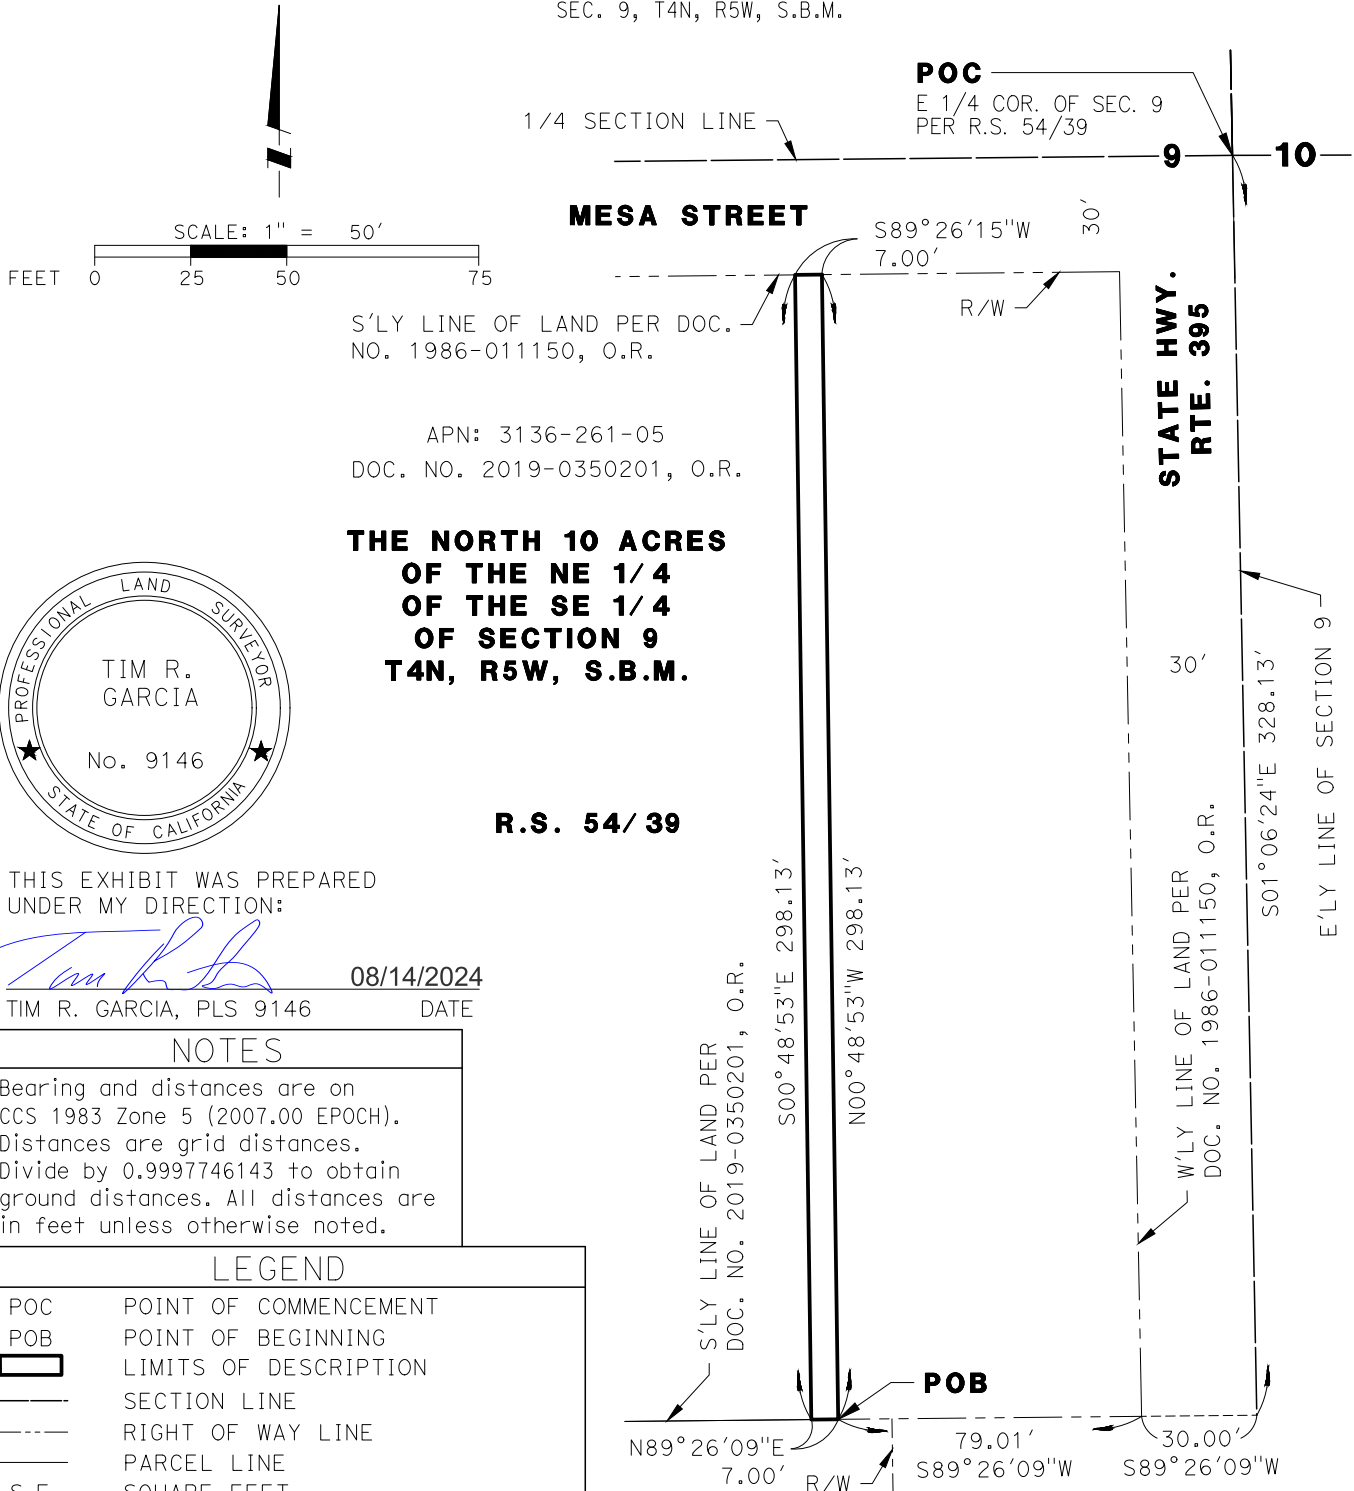 SEC. 9, T4N, R5W, S.B.M.
POC
E 1/4 COR. OF SEC. 9
PER R.S. 54/39
1/4 SECTION LINE
9
10
MESA STREET
30'
S89°26'15"W
7.00'
SCALE: 1" = 50'
FEET 0 25 50 75
R/W
S'LY LINE OF LAND PER DOC.
NO. 1986-011150, O.R.
STATE HWY.
RTE. 395
APN: 3136-261-05
DOC. NO. 2019-0350201, O.R.
THE NORTH 10 ACRES
OF THE NE 1/4
OF THE SE 1/4
OF SECTION 9
T4N, R5W, S.B.M.
PROFESSIONAL LAND SURVEYOR
TIM R.
GARCIA
No. 9146
STATE OF CALIFORNIA
30'
S01°06'24"E 328.13'
E'LY LINE OF SECTION 9
R.S. 54/39
THIS EXHIBIT WAS PREPARED
UNDER MY DIRECTION:
08/14/2024
TIM R. GARCIA, PLS 9146 DATE
S00°48'53"E 298.13'
N00°48'53"W 298.13'
W'LY LINE OF LAND PER
DOC. NO. 1986-011150, O.R.
S'LY LINE OF LAND PER
DOC. NO. 2019-0350201, O.R.
NOTES
Bearing and distances are on
CCS 1983 Zone 5 (2007.00 EPOCH).
Distances are grid distances.
Divide by 0.9997746143 to obtain
ground distances. All distances are
in feet unless otherwise noted.
LEGEND
POC POINT OF COMMENCEMENT
POB POINT OF BEGINNING
LIMITS OF DESCRIPTION
SECTION LINE
RIGHT OF WAY LINE
PARCEL LINE
S.F. SQUARE FEET
POB
N89°26'09"E
7.00'
R/W
79.01'
S89°26'09"W
30.00'
S89°26'09"W